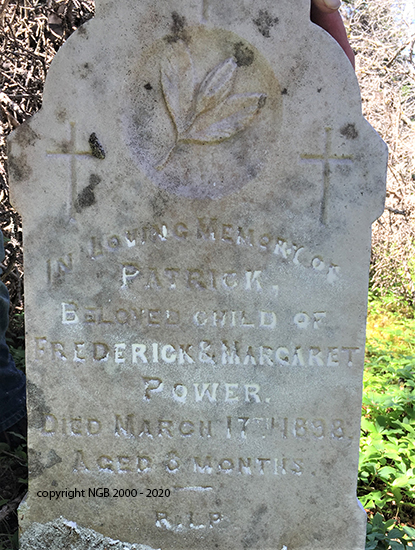 IN LOVING MEMORY OF
PATRICK,
BELOVED CHILD OF
FREDERICK & MARGARET
POWER.
DIED MARCH 17TH 1898.
AGED 6 MONTHS.
copyright NGB 2000 - 2020
R.I.P